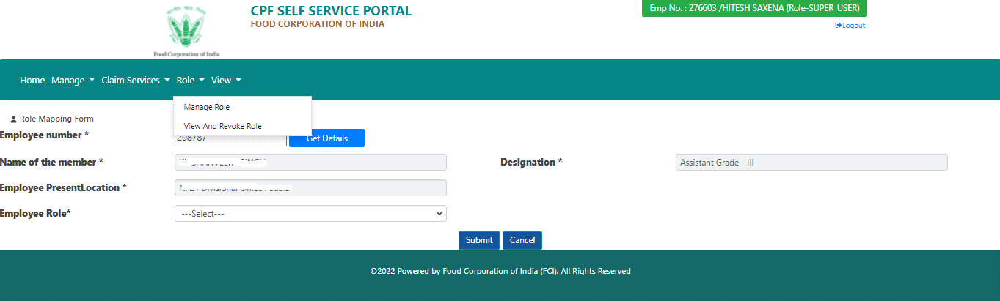 CPF SELF SERVICE PORTAL
FOOD CORPORATION OF INDIA
Food Corporation of India
Emp No. : 276603 /HITESH SAXENA (Role-SUPER_USER)
Logout
Home Manage Claim Services Role View
Manage Role
View And Revoke Role
Role Mapping Form
Employee number * 298787 Get Details
Name of the member * Designation * Assistant Grade - III
Employee PresentLocation *
Employee Role* ---Select---
Submit Cancel
©2022 Powered by Food Corporation of India (FCI). All Rights Reserved